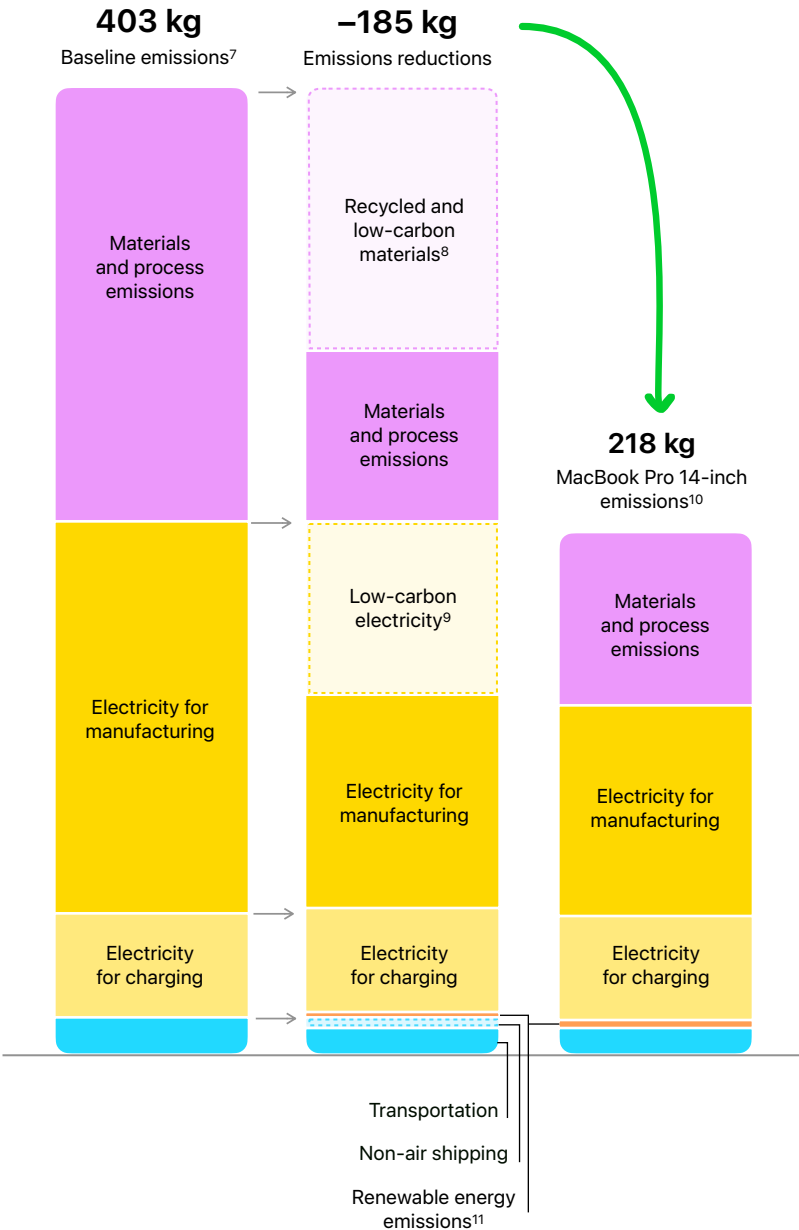 403 kg
Baseline emissions⁷
Materials
and process
emissions
Electricity for
manufacturing
Electricity
for charging
–185 kg
Emissions reductions
Recycled and
low-carbon
materials⁸
Materials
and process
emissions
Low-carbon
electricity⁹
Electricity for
manufacturing
Electricity
for charging
Transportation
Non-air shipping
Renewable energy
emissions¹¹
218 kg
MacBook Pro 14-inch
emissions¹⁰
Materials
and process
emissions
Electricity for
manufacturing
Electricity
for charging